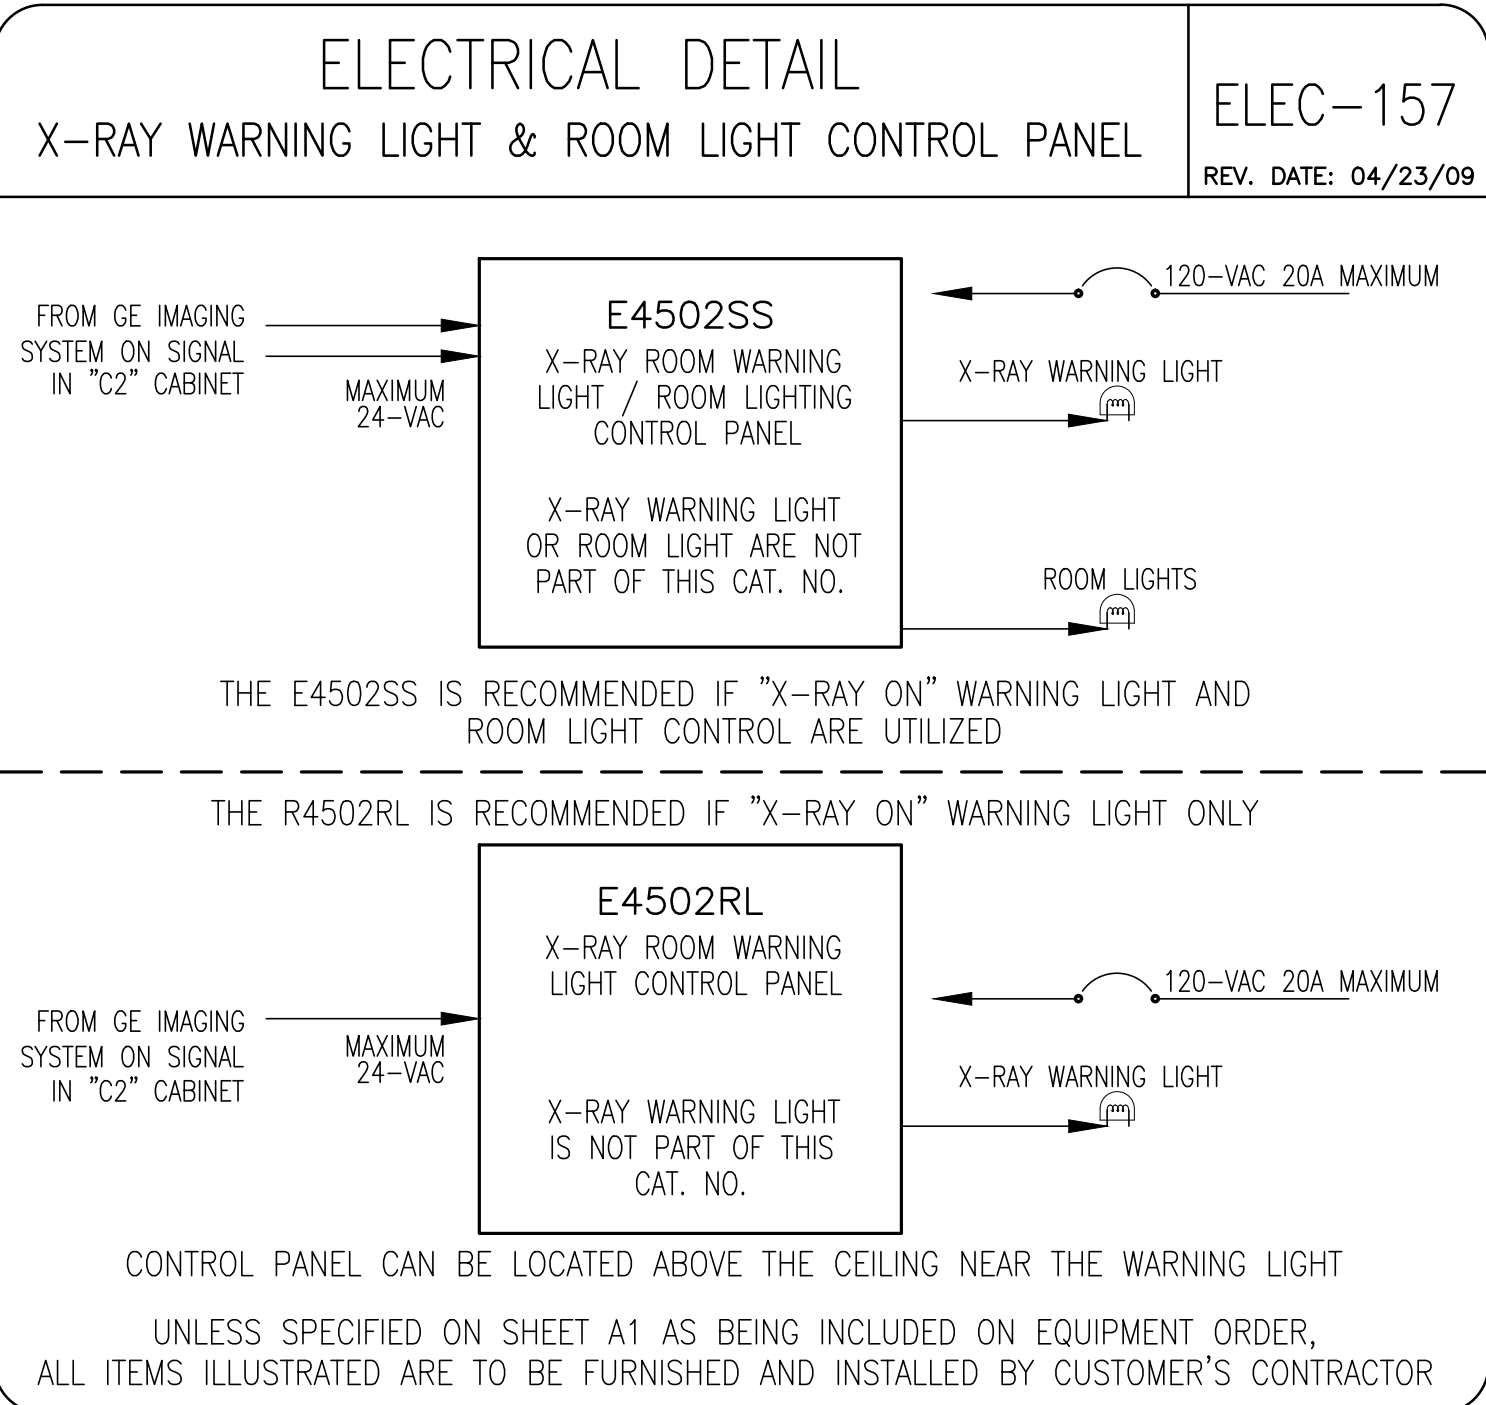 ELECTRICAL DETAIL
X-RAY WARNING LIGHT & ROOM LIGHT CONTROL PANEL
ELEC-157
REV. DATE: 04/23/09
FROM GE IMAGING
SYSTEM ON SIGNAL
IN "C2" CABINET
MAXIMUM
24-VAC
E4502SS
X-RAY ROOM WARNING
LIGHT / ROOM LIGHTING
CONTROL PANEL
X-RAY WARNING LIGHT
OR ROOM LIGHT ARE NOT
PART OF THIS CAT. NO.
120-VAC 20A MAXIMUM
X-RAY WARNING LIGHT
ROOM LIGHTS
THE E4502SS IS RECOMMENDED IF "X-RAY ON" WARNING LIGHT AND
ROOM LIGHT CONTROL ARE UTILIZED
THE R4502RL IS RECOMMENDED IF "X-RAY ON" WARNING LIGHT ONLY
FROM GE IMAGING
SYSTEM ON SIGNAL
IN "C2" CABINET
MAXIMUM
24-VAC
E4502RL
X-RAY ROOM WARNING
LIGHT CONTROL PANEL
X-RAY WARNING LIGHT
IS NOT PART OF THIS
CAT. NO.
120-VAC 20A MAXIMUM
X-RAY WARNING LIGHT
CONTROL PANEL CAN BE LOCATED ABOVE THE CEILING NEAR THE WARNING LIGHT
UNLESS SPECIFIED ON SHEET A1 AS BEING INCLUDED ON EQUIPMENT ORDER,
ALL ITEMS ILLUSTRATED ARE TO BE FURNISHED AND INSTALLED BY CUSTOMER'S CONTRACTOR